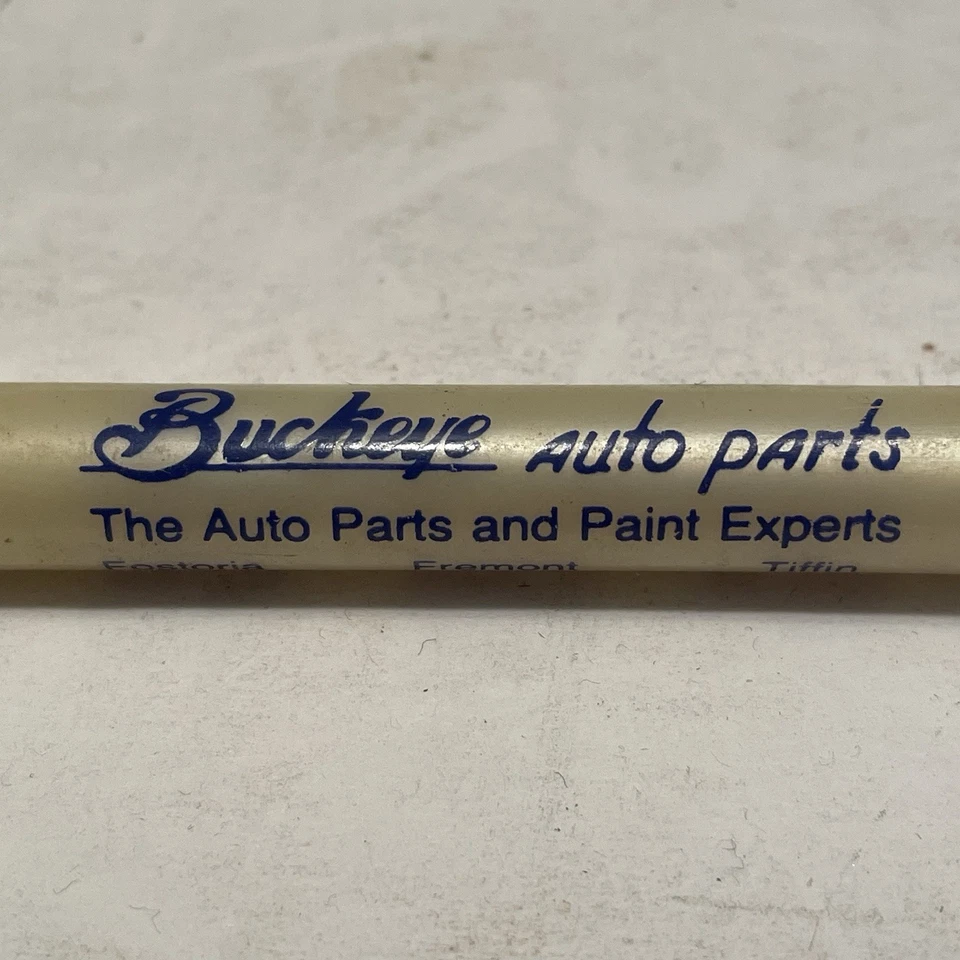 Buckeye auto parts
The Auto Parts and Paint Experts
Fostoria Fremont Tiffin